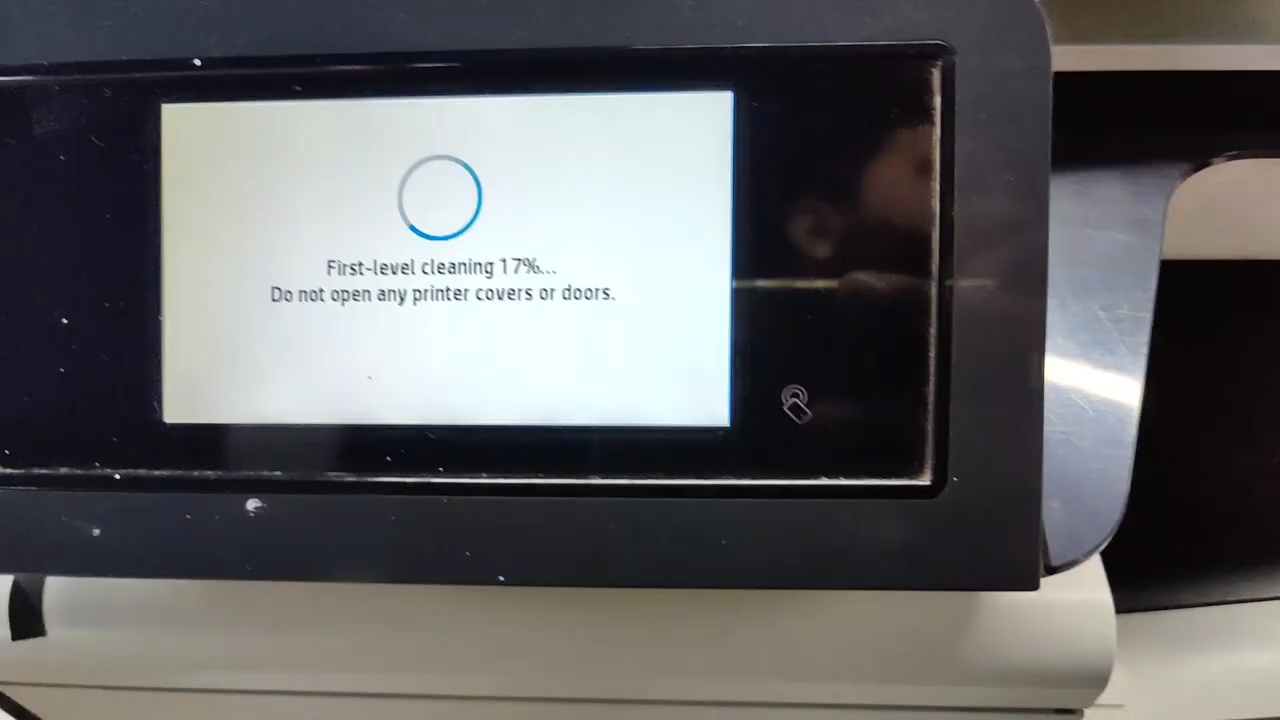 First-level cleaning 17%...
Do not open any printer covers or doors.